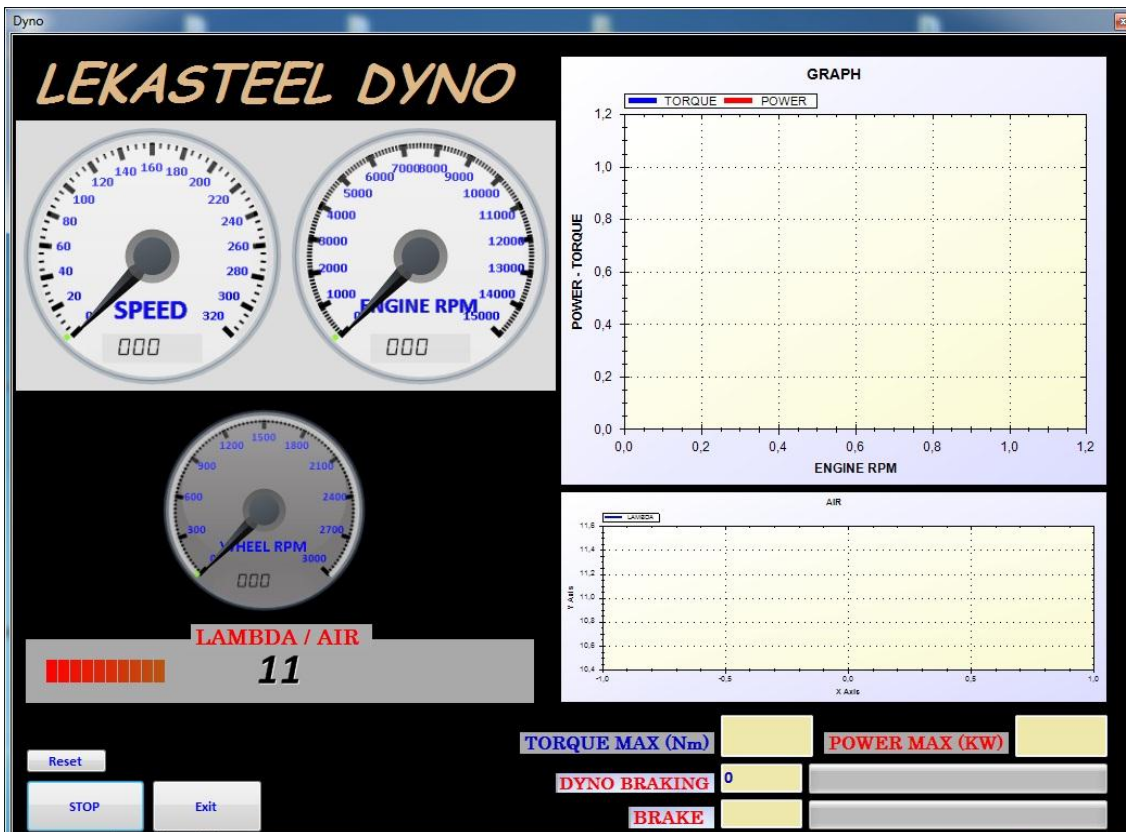 Dyno
LEKASTEEL DYNO
0
20
40
60
80
100
120
140
160
180
200
220
240
260
280
300
320
SPEED
000
0
1000
2000
3000
4000
5000
6000
7000
8000
9000
10000
11000
12000
13000
14000
15000
ENGINE RPM
000
0
300
600
900
1200
1500
1800
2100
2400
2700
3000
WHEEL RPM
000
LAMBDA / AIR
11
Reset
STOP Exit
GRAPH
TORQUE POWER
1,2
1,0
0,8
0,6
0,4
0,2
0,0
POWER - TORQUE
0,0 0,2 0,4 0,6 0,8 1,0 1,2
ENGINE RPM
AIR
LAMBDA
11,6
11,4
11,2
11,0
10,8
10,6
10,4
Y Axis
-1,0 -0,5 0,0 0,5 1,0
X Axis
TORQUE MAX (Nm) POWER MAX (KW)
DYNO BRAKING 0
BRAKE